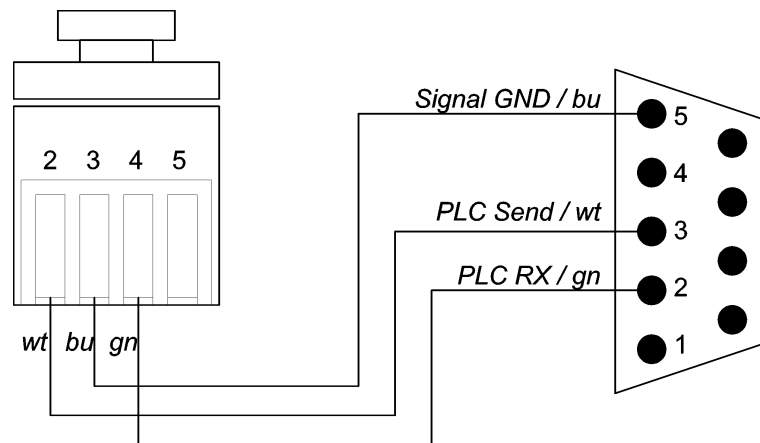 2 3 4 5
wt bu gn
Signal GND / bu
PLC Send / wt
PLC RX / gn
5
4
3
2
1